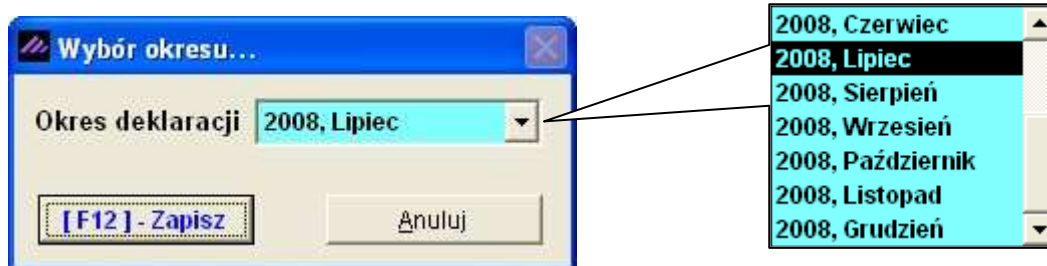 Wybór okresu...
Okres deklaracji 2008, Lipiec
[ F12 ] - Zapisz Anuluj
2008, Czerwiec
2008, Lipiec
2008, Sierpień
2008, Wrzesień
2008, Październik
2008, Listopad
2008, Grudzień